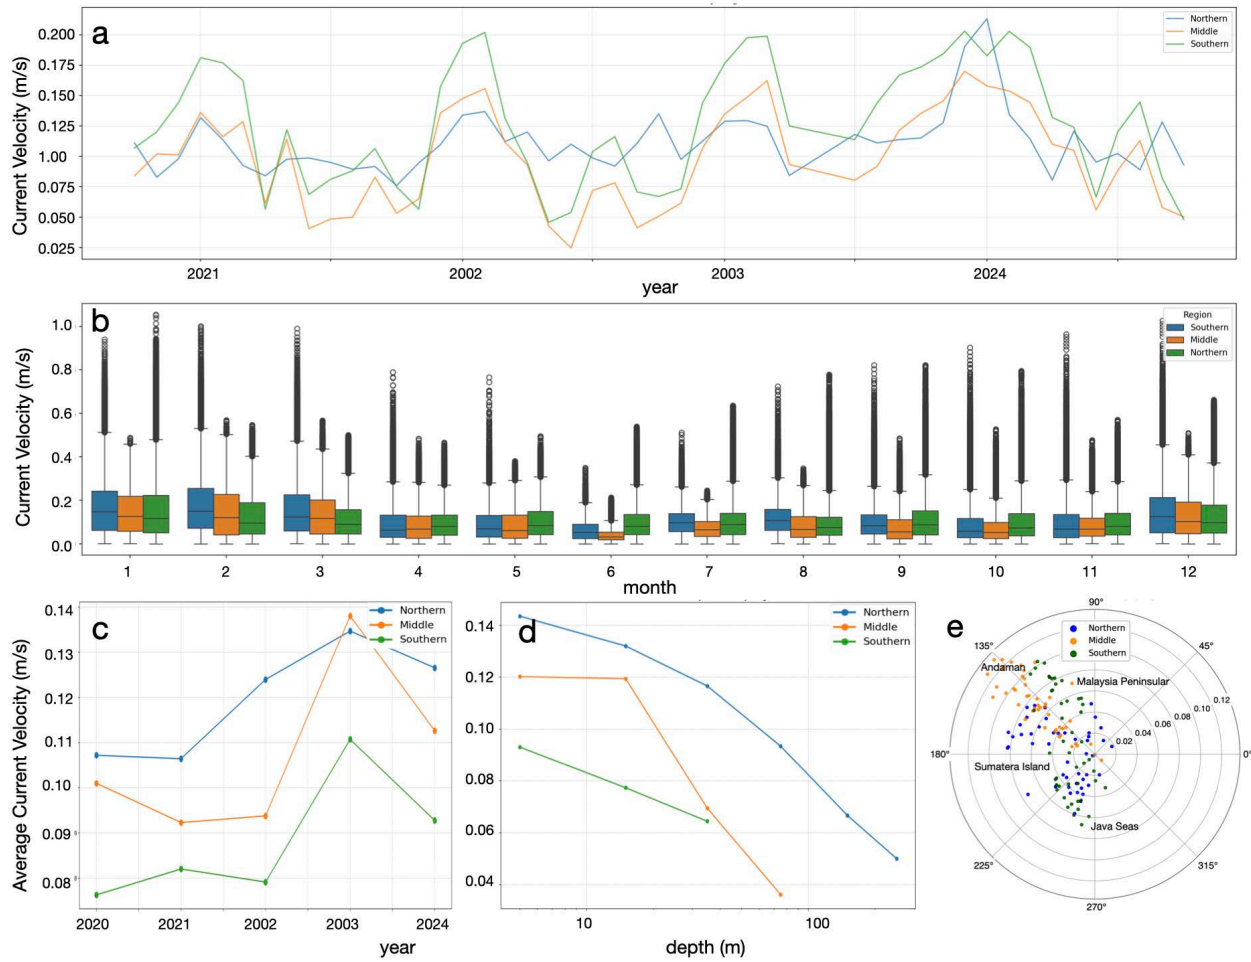 a
Northern
Middle
Southern
Current Velocity (m/s)
0.200
0.175
0.150
0.125
1.00
0.075
0.050
0.025
2021 2002 2003 2024
year
b
Region
Southern
Middle
Northern
Current Velocity (m/s)
1.0
0.8
0.6
0.4
0.2
0.0
1 2 3 4 5 6 7 8 9 10 11 12
month
c
Northern
Middle
Southern
Average Current Velocity (m/s)
0.14
0.13
0.12
0.11
0.10
0.09
0.08
2020 2021 2002 2003 2024
year
d
Northern
Middle
Southern
0.14
0.12
0.10
0.08
0.06
0.04
10 100
depth (m)
e
90°
Northern
Middle
Southern
135° 45°
Andaman
Malaysia Peninsular
0.02 0.04 0.06 0.08 0.10 0.12
180° 0°
Sumatera Island
Java Seas
225° 315°
270°